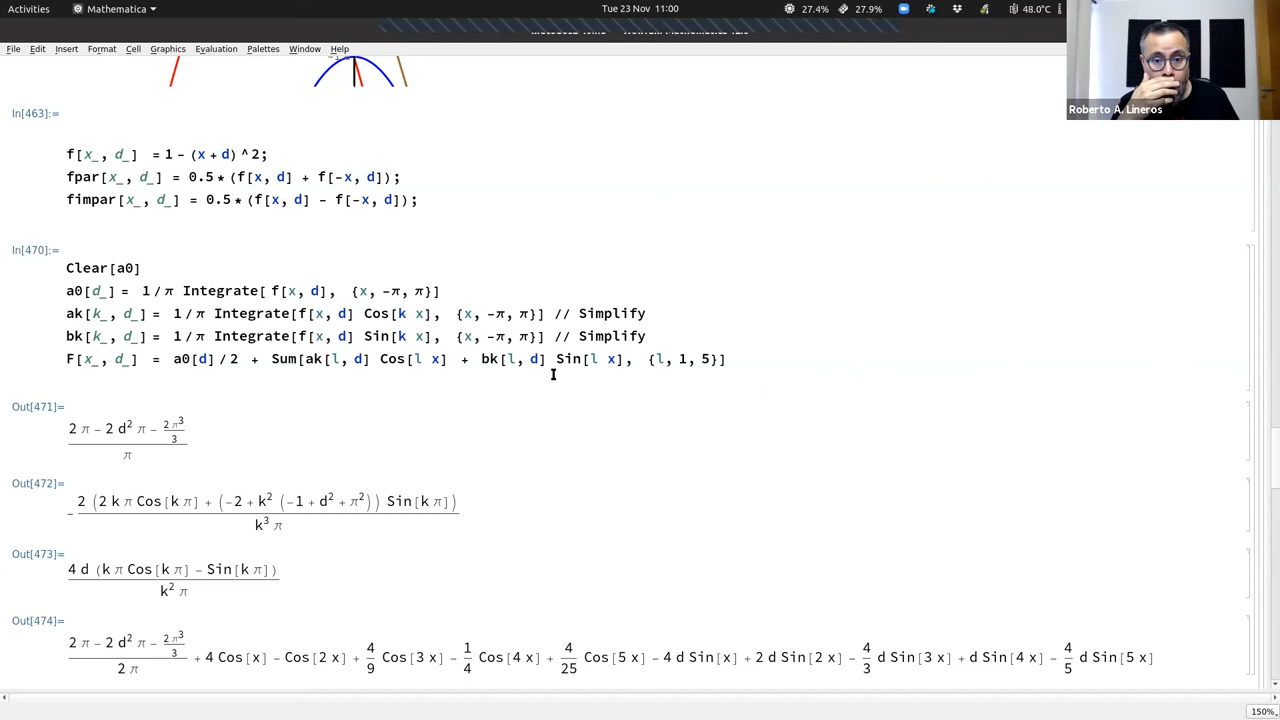 Activities Mathematica Tue 23 Nov 11:00 27.4% 27.9% 48.0°C
File Edit Insert Format Cell Graphics Evaluation Palettes Window Help
Roberto A. Lineros
In[463]:=
f[x_, d_] = 1 - (x + d)^2;
fpar[x_, d_] = 0.5*(f[x, d] + f[-x, d]);
fimpar[x_, d_] = 0.5*(f[x, d] - f[-x, d]);
In[470]:=
Clear[a0]
a0[d_] = 1/π Integrate[ f[x, d], {x, -π, π}]
ak[k_, d_] = 1/π Integrate[f[x, d] Cos[k x], {x, -π, π}] // Simplify
bk[k_, d_] = 1/π Integrate[f[x, d] Sin[k x], {x, -π, π}] // Simplify
F[x_, d_] = a0[d]/2 + Sum[ak[l, d] Cos[l x] + bk[l, d] Sin[l x], {l, 1, 5}]
Out[471]=
2 π - 2 d² π - 2 π³/3
π
Out[472]=
- 2 (2 k π Cos[k π] + (-2 + k² (-1 + d² + π²)) Sin[k π])
k³ π
Out[473]=
4 d (k π Cos[k π] - Sin[k π])
k² π
Out[474]=
2 π - 2 d² π - 2 π³/3
2 π
+ 4 Cos[x] - Cos[2 x] + 4/9 Cos[3 x] - 1/4 Cos[4 x] + 4/25 Cos[5 x] - 4 d Sin[x] + 2 d Sin[2 x] - 4/3 d Sin[3 x] + d Sin[4 x] - 4/5 d Sin[5 x]
150%